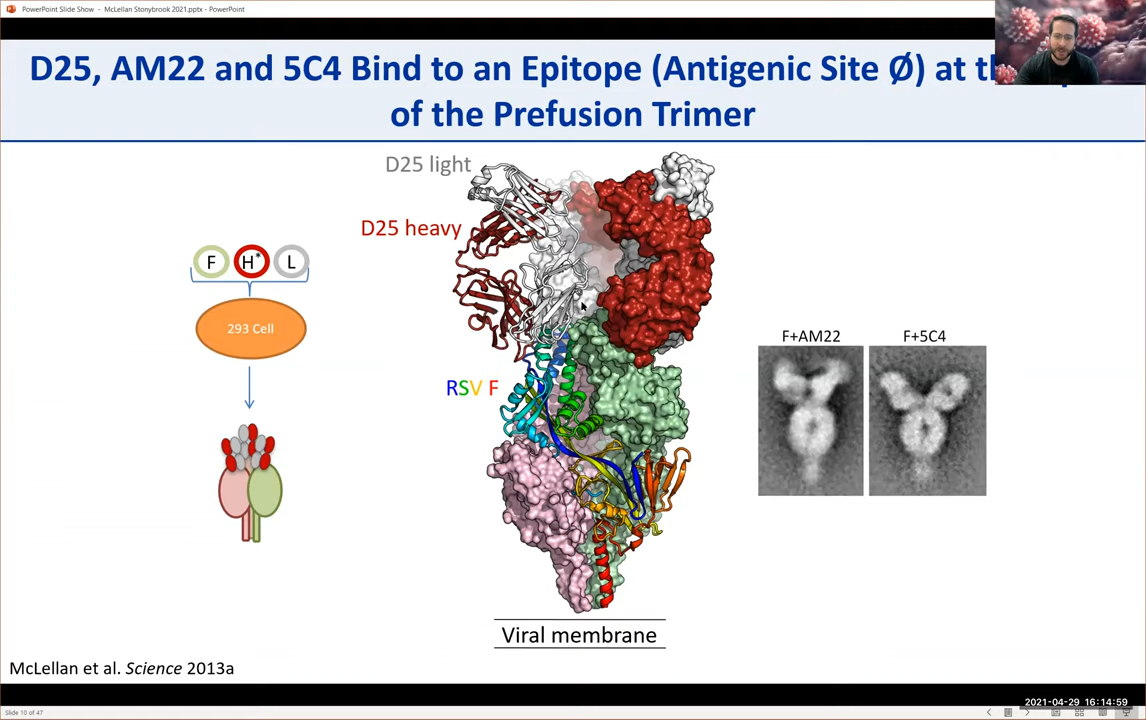 PowerPoint Slide Show - McLellan Stonybrook 2021.pptx - PowerPoint
D25, AM22 and 5C4 Bind to an Epitope (Antigenic Site Ø) at
of the Prefusion Trimer
D25 light
D25 heavy
F H* L
293 Cell
RSV F
F+AM22 F+5C4
Viral membrane
McLellan et al. Science 2013a
2021-04-29 16:14:59
Slide 10 of 47